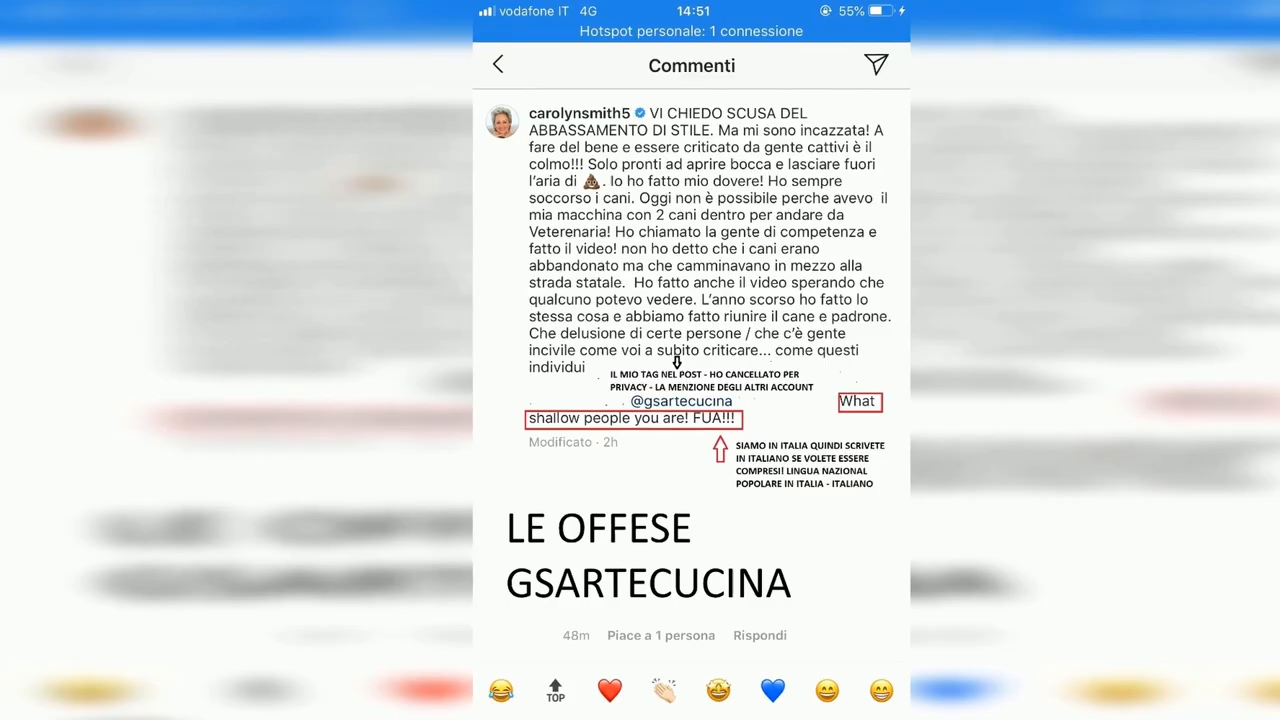 vodafone IT 4G 14:51 55%
Hotspot personale: 1 connessione
Commenti
carolynsmith5 VI CHIEDO SCUSA DEL
ABBASSAMENTO DI STILE. Ma mi sono incazzata! A
fare del bene e essere criticato da gente cattivi è il
colmo!!! Solo pronti ad aprire bocca e lasciare fuori
l'aria di 💩. Io ho fatto mio dovere! Ho sempre
soccorso i cani. Oggi non è possibile perche avevo il
mia macchina con 2 cani dentro per andare da
Veterenaria! Ho chiamato la gente di competenza e
fatto il video! non ho detto che i cani erano
abbandonato ma che camminavano in mezzo alla
strada statale. Ho fatto anche il video sperando che
qualcuno potevo vedere. L'anno scorso ho fatto lo
stessa cosa e abbiamo fatto riunire il cane e padrone.
Che delusione di certe persone / che c'è gente
incivile come voi a subito criticare... come questi
individui
IL MIO TAG NEL POST - HO CANCELLATO PER
PRIVACY - LA MENZIONE DEGLI ALTRI ACCOUNT
@gsartecucina What
shallow people you are! FUA!!!
Modificato · 2h
SIAMO IN ITALIA QUINDI SCRIVETE
IN ITALIANO SE VOLETE ESSERE
COMPRESI! LINGUA NAZIONAL
POPOLARE IN ITALIA - ITALIANO
LE OFFESE
GSARTECUCINA
48m Piace a 1 persona Rispondi
TOP